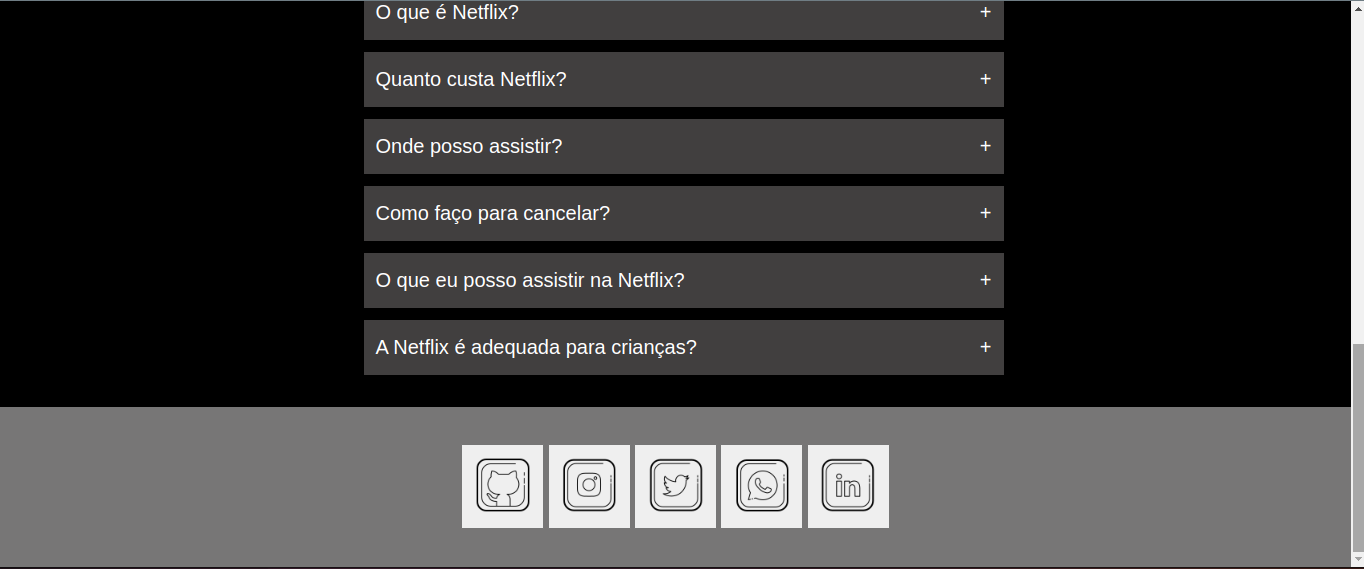 O que é Netflix? +
Quanto custa Netflix? +
Onde posso assistir? +
Como faço para cancelar? +
O que eu posso assistir na Netflix? +
A Netflix é adequada para crianças? +
in